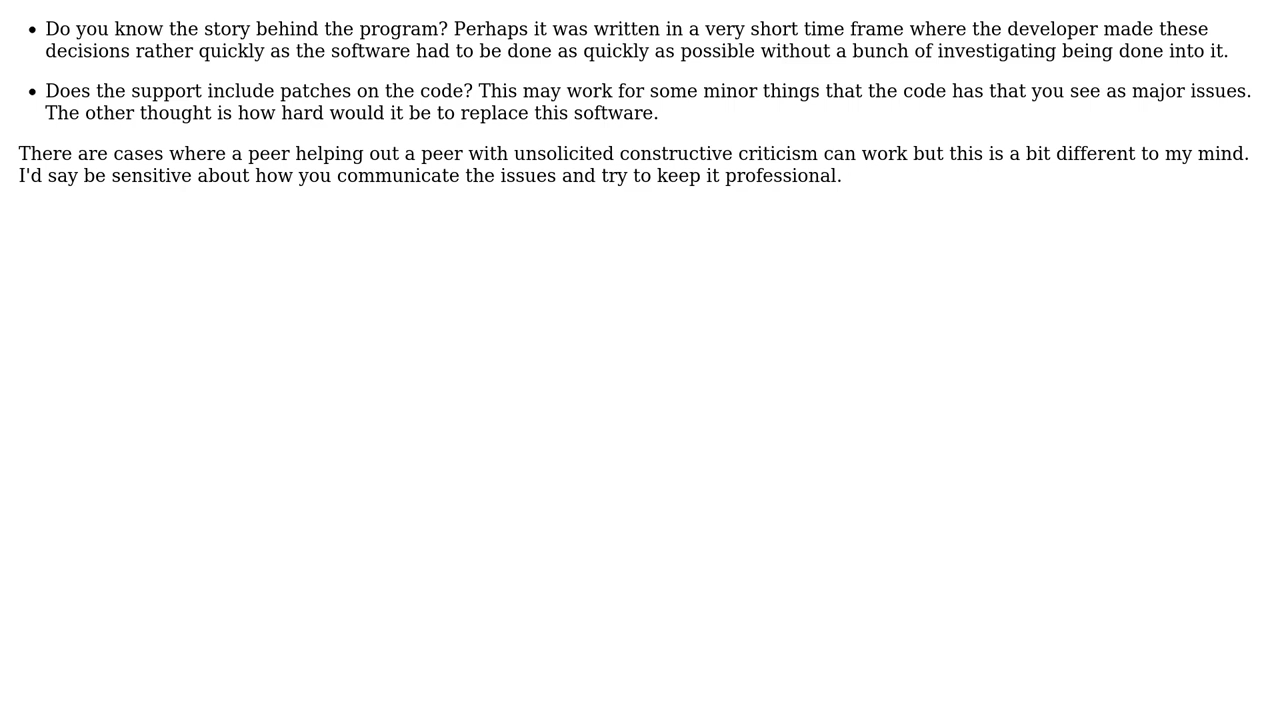 • Do you know the story behind the program? Perhaps it was written in a very short time frame where the developer made these
decisions rather quickly as the software had to be done as quickly as possible without a bunch of investigating being done into it.
• Does the support include patches on the code? This may work for some minor things that the code has that you see as major issues.
The other thought is how hard would it be to replace this software.
There are cases where a peer helping out a peer with unsolicited constructive criticism can work but this is a bit different to my mind.
I'd say be sensitive about how you communicate the issues and try to keep it professional.